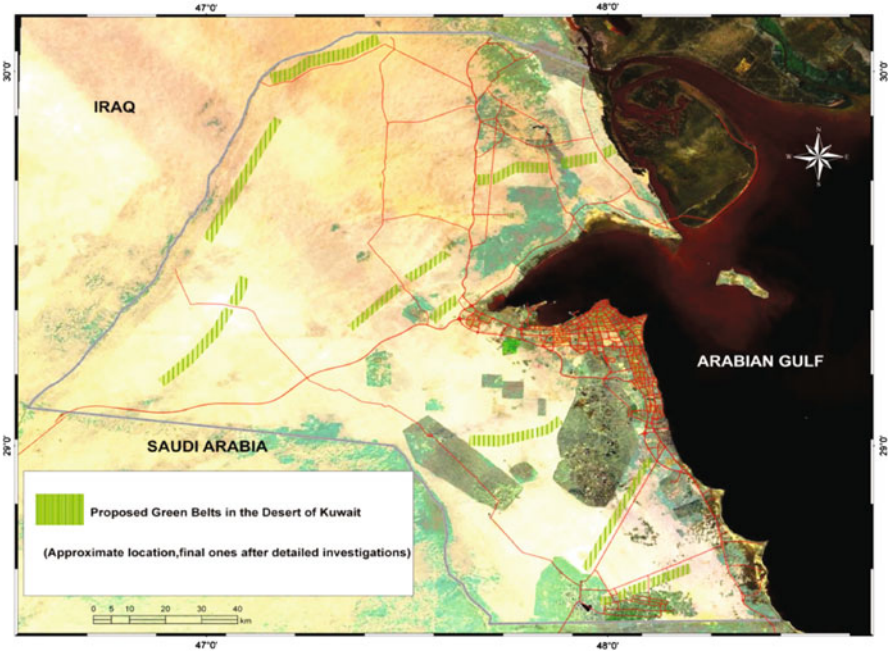 47°0'
48°0'
30°0'
30°0'
IRAQ
N
W
E
S
ARABIAN GULF
29°0'
29°0'
SAUDI ARABIA
Proposed Green Belts in the Desert of Kuwait
(Approximate location,final ones after detailed investigations)
0 5 10 20 30 40
km
47°0'
48°0'